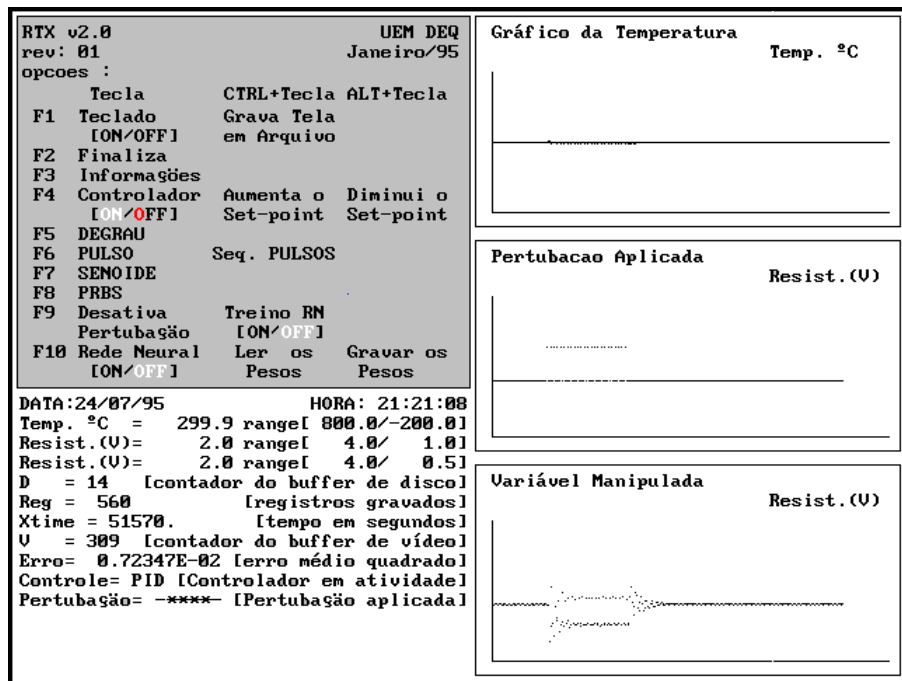 RTX v2.0 UEM DEQ
rev: 01 Janeiro/95
opcoes :
Tecla CTRL+Tecla ALT+Tecla
F1 Teclado Grava Tela
[ON/OFF] em Arquivo
F2 Finaliza
F3 Informações
F4 Controlador Aumenta o Diminui o
[ON/OFF] Set-point Set-point
F5 DEGRAU
F6 PULSO Seq. PULSOS
F7 SENOIDE
F8 PRBS
F9 Desativa Treino RN
Pertubação [ON/OFF]
F10 Rede Neural Ler os Gravar os
[ON/OFF] Pesos Pesos
DATA:24/07/95 HORA: 21:21:08
Temp. ºC = 299.9 range[ 800.0/-200.0]
Resist.(V)= 2.0 range[ 4.0/ 1.0]
Resist.(V)= 2.0 range[ 4.0/ 0.5]
D = 14 [contador do buffer de disco]
Reg = 560 [registros gravados]
Xtime = 51570. [tempo em segundos]
V = 309 [contador do buffer de vídeo]
Erro= 0.72347E-02 [erro médio quadrado]
Controle= PID [Controlador em atividade]
Pertubação= -****- [Pertubação aplicada]
Gráfico da Temperatura
Temp. ºC
Pertubacao Aplicada
Resist.(V)
Variável Manipulada
Resist.(V)